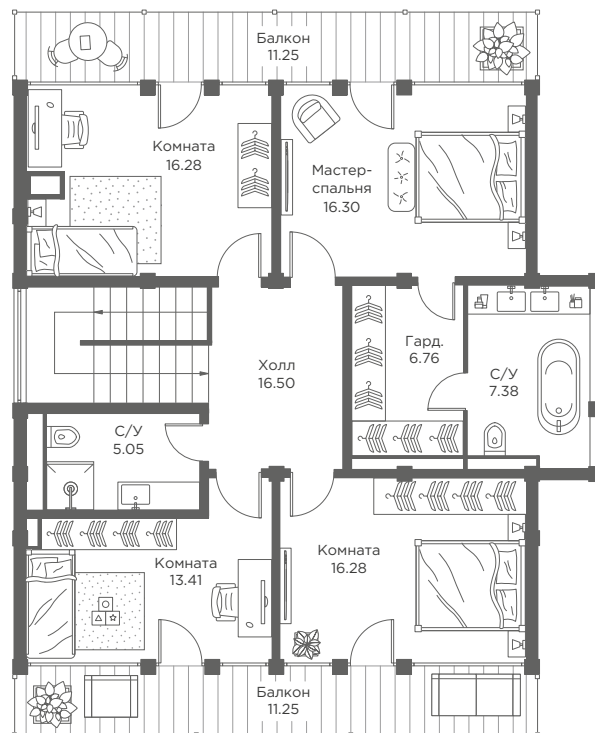 Балкон
11.25
Комната
16.28
Мастер-
спальня
16.30
Гард.
6.76
Холл
16.50
С/У
7.38
С/У
5.05
Комната
13.41
Комната
16.28
Балкон
11.25